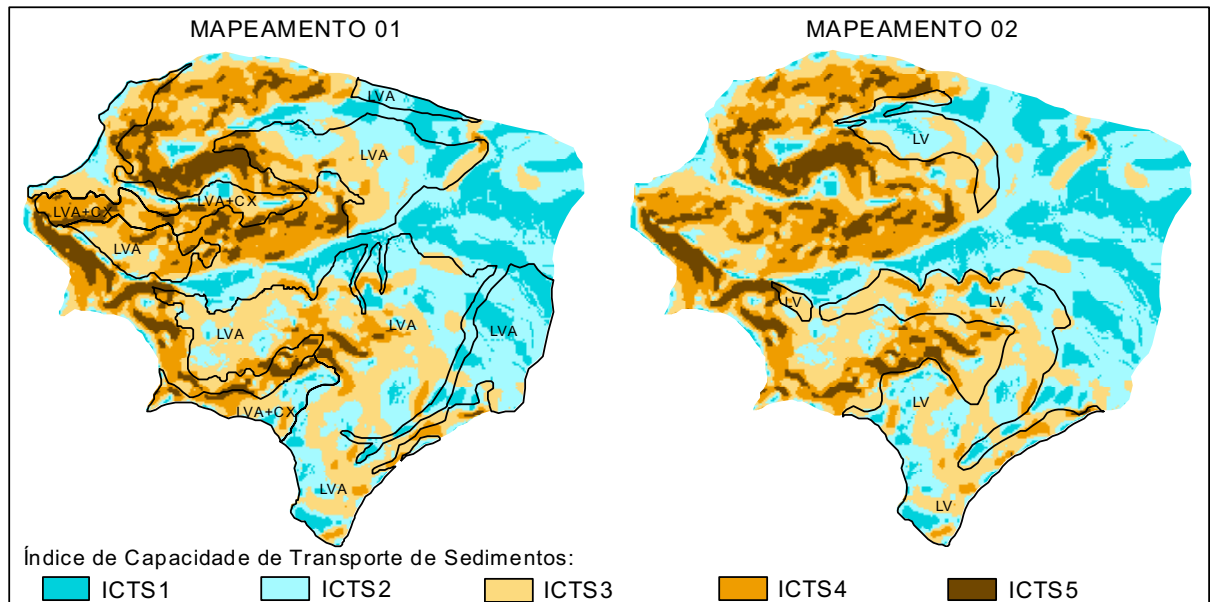 MAPEAMENTO 01
MAPEAMENTO 02
LVA
LVA
LVA+CX
LVA+CX
LVA
LVA
LVA
LVA
LVA+CX
LVA
LV
LV
LV
LV
LV
Índice de Capacidade de Transporte de Sedimentos:
ICTS1 ICTS2 ICTS3 ICTS4 ICTS5